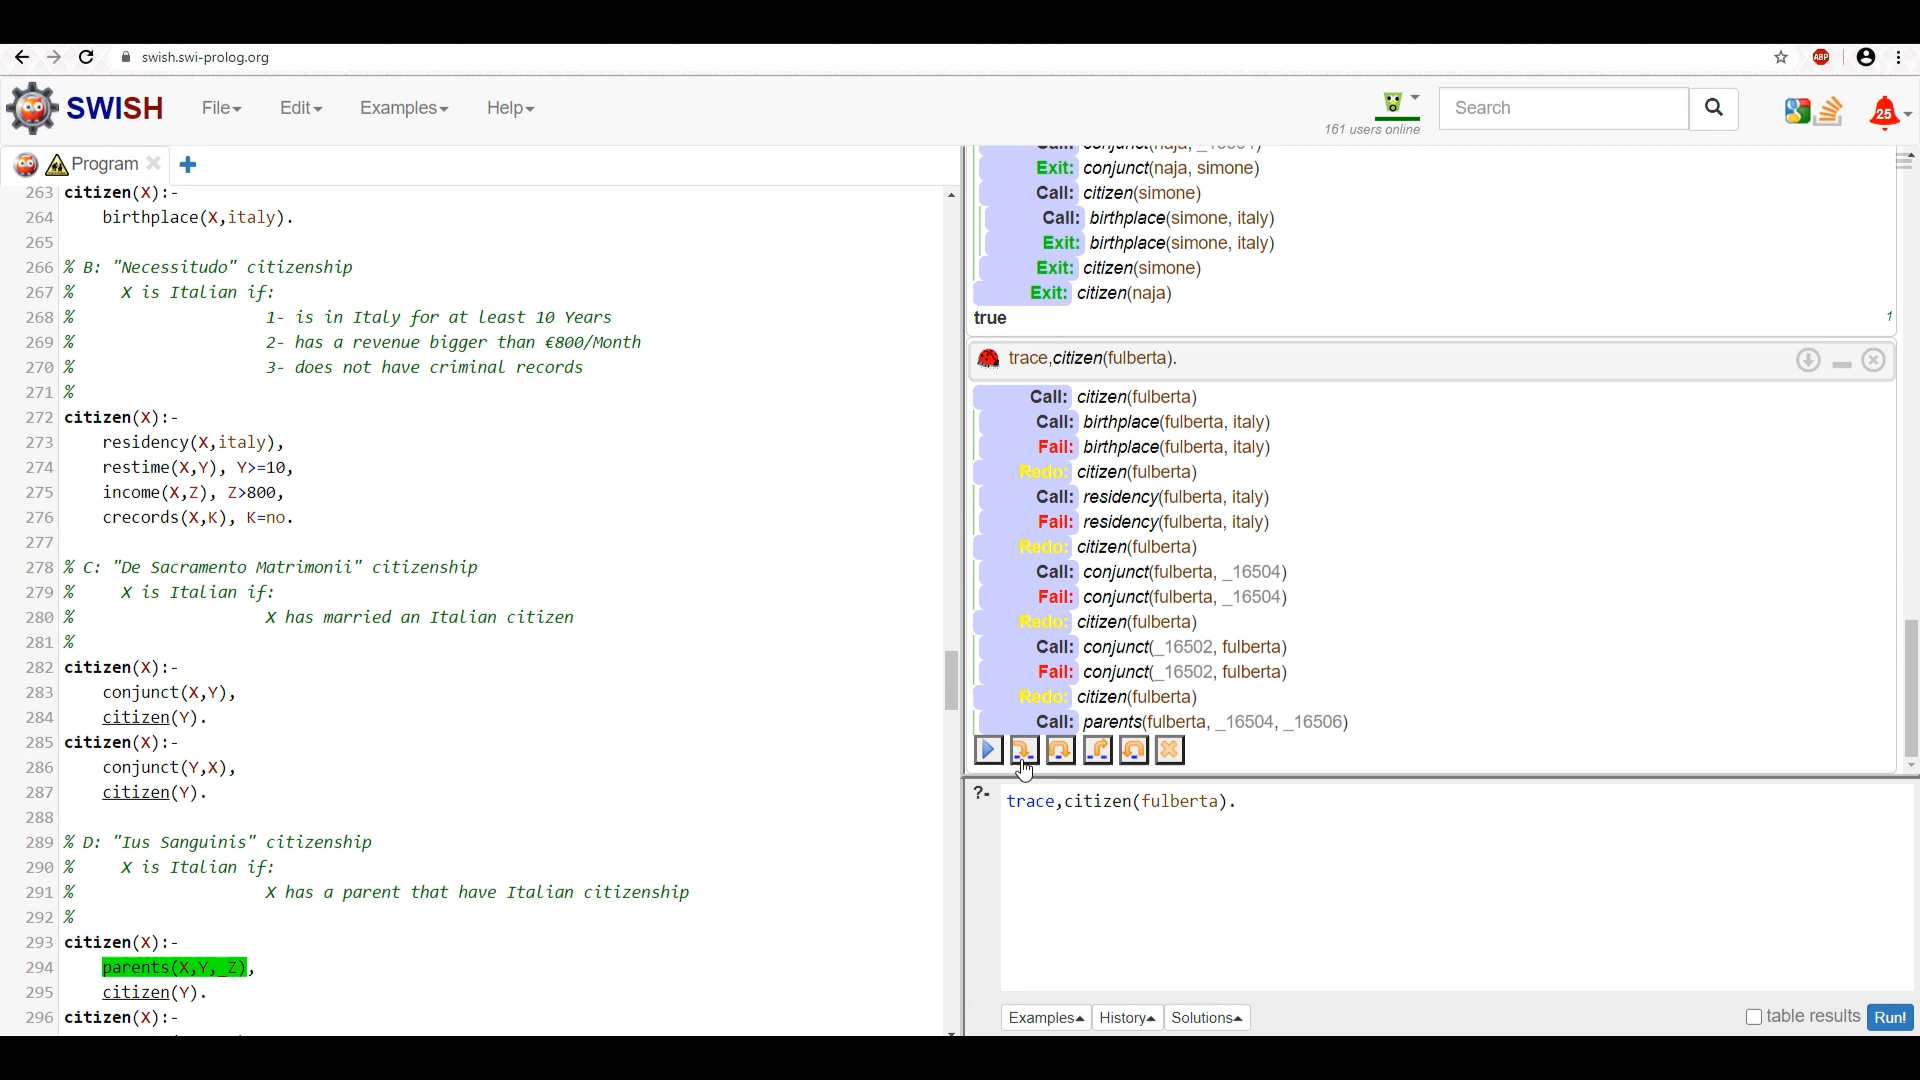 swish.swi-prolog.org
ABP
SWISH
File
Edit
Examples
Help
161 users online
Search
25
Program
263 citizen(X):-
264 birthplace(X,italy).
265
266 % B: "Necessitudo" citizenship
267 % X is Italian if:
268 % 1- is in Italy for at least 10 Years
269 % 2- has a revenue bigger than €800/Month
270 % 3- does not have criminal records
271 %
272 citizen(X):-
273 residency(X,italy),
274 restime(X,Y), Y>=10,
275 income(X,Z), Z>800,
276 crecords(X,K), K=no.
277
278 % C: "De Sacramento Matrimonii" citizenship
279 % X is Italian if:
280 % X has married an Italian citizen
281 %
282 citizen(X):-
283 conjunct(X,Y),
284 citizen(Y).
285 citizen(X):-
286 conjunct(Y,X),
287 citizen(Y).
288
289 % D: "Ius Sanguinis" citizenship
290 % X is Italian if:
291 % X has a parent that have Italian citizenship
292 %
293 citizen(X):-
294 parents(X,Y,_Z),
295 citizen(Y).
296 citizen(X):-
Exit: conjunct(naja, simone)
Call: citizen(simone)
Call: birthplace(simone, italy)
Exit: birthplace(simone, italy)
Exit: citizen(simone)
Exit: citizen(naja)
true 1
trace,citizen(fulberta).
Call: citizen(fulberta)
Call: birthplace(fulberta, italy)
Fail: birthplace(fulberta, italy)
Redo: citizen(fulberta)
Call: residency(fulberta, italy)
Fail: residency(fulberta, italy)
Redo: citizen(fulberta)
Call: conjunct(fulberta, _16504)
Fail: conjunct(fulberta, _16504)
Redo: citizen(fulberta)
Call: conjunct(_16502, fulberta)
Fail: conjunct(_16502, fulberta)
Redo: citizen(fulberta)
Call: parents(fulberta, _16504, _16506)
?- trace,citizen(fulberta).
Examples History Solutions
table results Run!